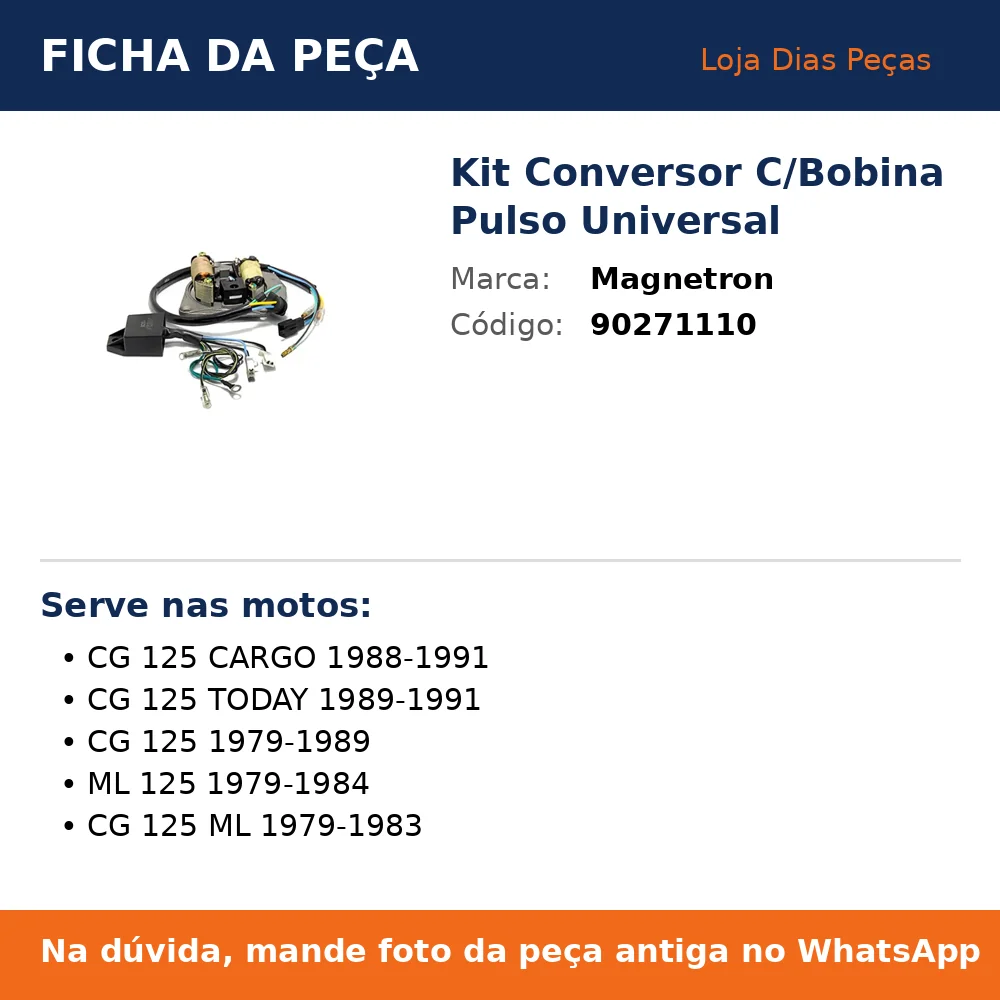 FICHA DA PEÇA
Loja Dias Peças
Kit Conversor C/Bobina
Pulso Universal
Marca: Magnetron
Código: 90271110
Serve nas motos:
• CG 125 CARGO 1988-1991
• CG 125 TODAY 1989-1991
• CG 125 1979-1989
• ML 125 1979-1984
• CG 125 ML 1979-1983
Na dúvida, mande foto da peça antiga no WhatsApp